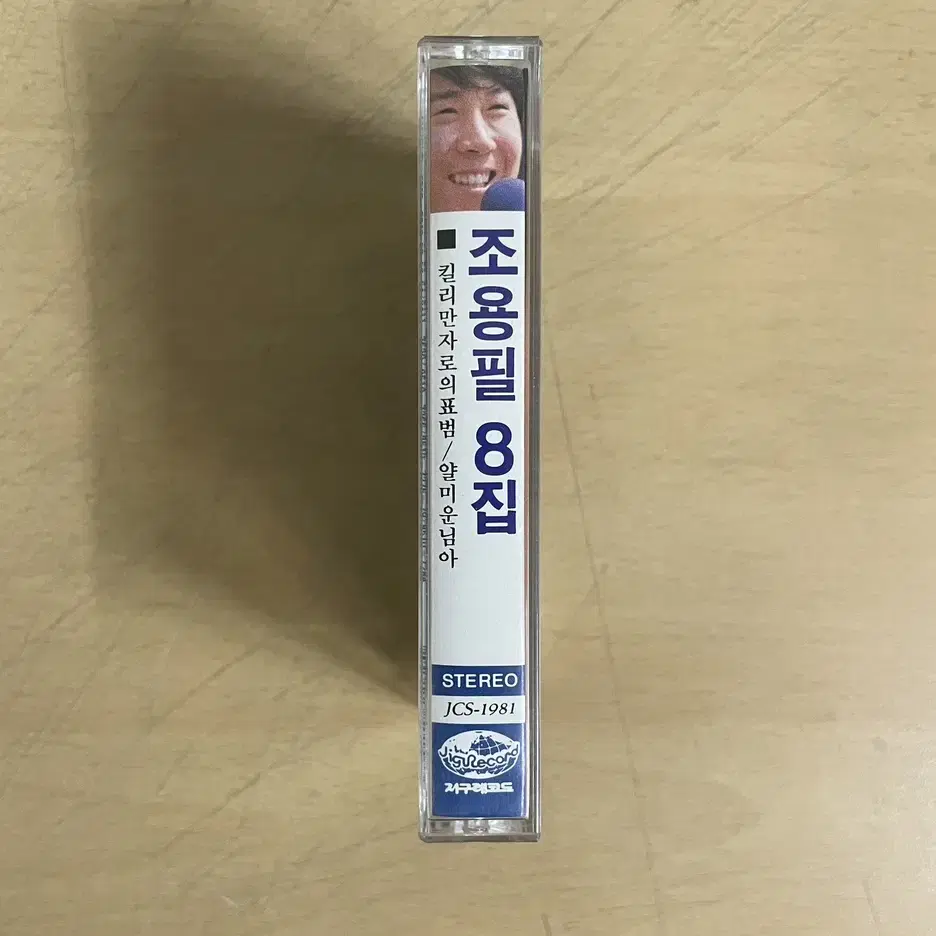 조용필 8집
■ 킬리만자로의표범/얄미운님아
STEREO
JCS-1981
JiguRecord
지구레코드